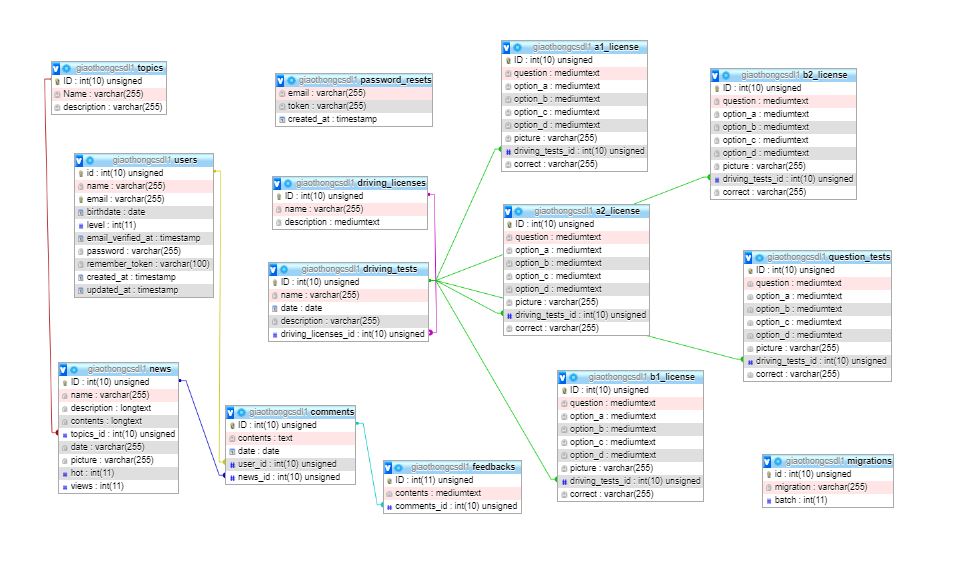 giaothongcsdl1 topics
ID : int(10) unsigned
Name : varchar(255)
description : varchar(255)
giaothongcsdl1 password_resets
email : varchar(255)
token : varchar(255)
created_at : timestamp
giaothongcsdl1 a1_license
ID : int(10) unsigned
question : mediumtext
option_a : mediumtext
option_b : mediumtext
option_c : mediumtext
option_d : mediumtext
picture : varchar(255)
driving_tests_id : int(10) unsigned
correct : varchar(255)
giaothongcsdl1 b2_license
ID : int(10) unsigned
question : mediumtext
option_a : mediumtext
option_b : mediumtext
option_c : mediumtext
option_d : mediumtext
picture : varchar(255)
driving_tests_id : int(10) unsigned
correct : varchar(255)
giaothongcsdl1 users
id : int(10) unsigned
name : varchar(255)
email : varchar(255)
birthdate : date
level : int(11)
email_verified_at : timestamp
password : varchar(255)
remember_token : varchar(100)
created_at : timestamp
updated_at : timestamp
giaothongcsdl1 driving_licenses
ID : int(10) unsigned
name : varchar(255)
description : mediumtext
giaothongcsdl1 a2_license
ID : int(10) unsigned
question : mediumtext
option_a : mediumtext
option_b : mediumtext
option_c : mediumtext
option_d : mediumtext
picture : varchar(255)
driving_tests_id : int(10) unsigned
correct : varchar(255)
giaothongcsdl1 driving_tests
ID : int(10) unsigned
name : varchar(255)
date : date
description : varchar(255)
driving_licenses_id : int(10) unsigned
giaothongcsdl1 question_tests
ID : int(10) unsigned
question : mediumtext
option_a : mediumtext
option_b : mediumtext
option_c : mediumtext
option_d : mediumtext
picture : varchar(255)
driving_tests_id : int(10) unsigned
correct : varchar(255)
giaothongcsdl1 news
ID : int(10) unsigned
name : varchar(255)
description : longtext
contents : longtext
topics_id : int(10) unsigned
date : varchar(255)
picture : varchar(255)
hot : int(11)
views : int(11)
giaothongcsdl1 comments
ID : int(10) unsigned
contents : text
date : date
user_id : int(10) unsigned
news_id : int(10) unsigned
giaothongcsdl1 b1_license
ID : int(10) unsigned
question : mediumtext
option_a : mediumtext
option_b : mediumtext
option_c : mediumtext
option_d : mediumtext
picture : varchar(255)
driving_tests_id : int(10) unsigned
correct : varchar(255)
giaothongcsdl1 feedbacks
ID : int(11) unsigned
contents : mediumtext
comments_id : int(10) unsigned
giaothongcsdl1 migrations
id : int(10) unsigned
migration : varchar(255)
batch : int(11)